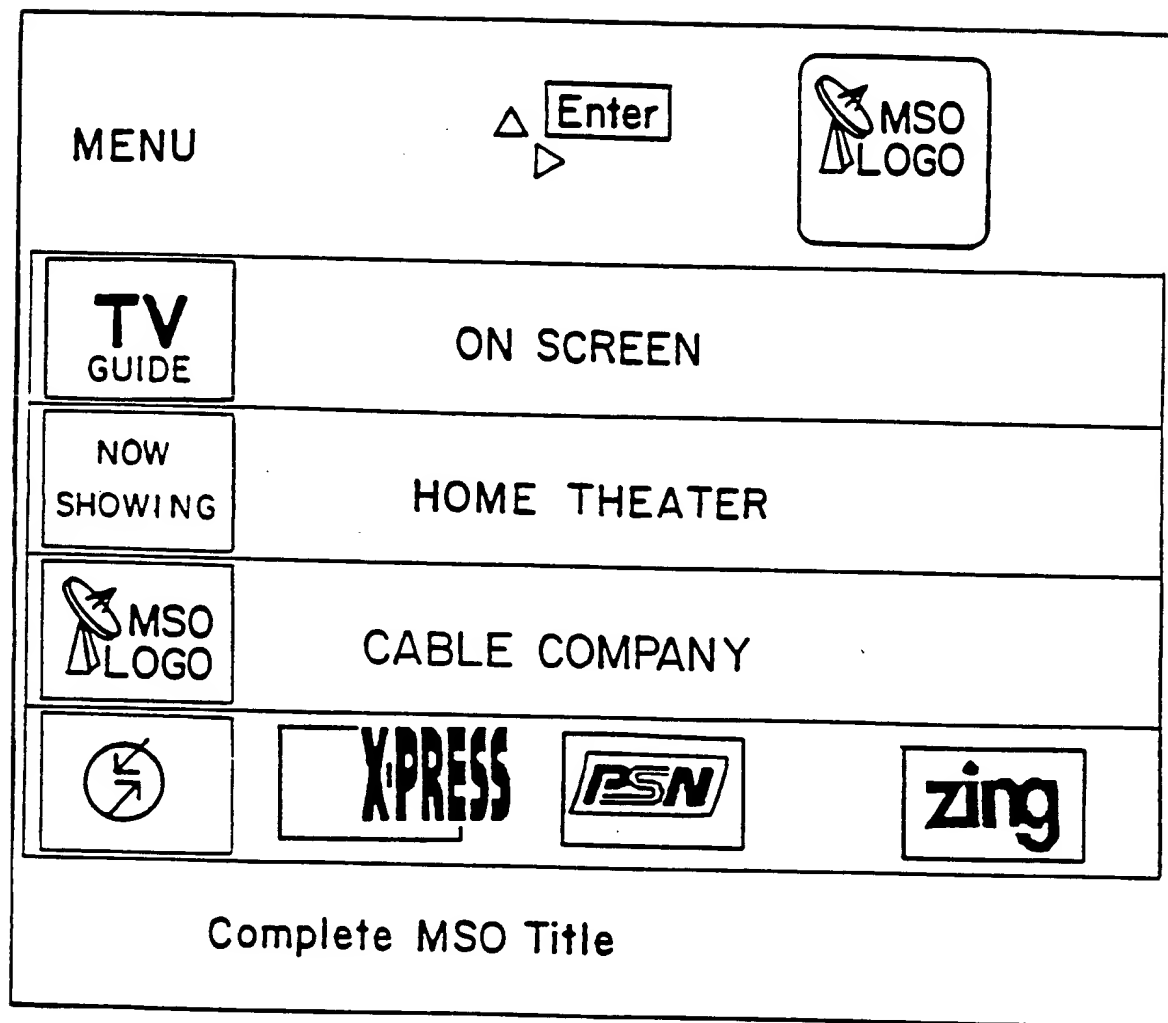 MENU
Enter
MSO
LOGO
TV
GUIDE
ON SCREEN
NOW
SHOWING
HOME THEATER
MSO
LOGO
CABLE COMPANY
X·PRESS
PSN
zing
Complete MSO Title